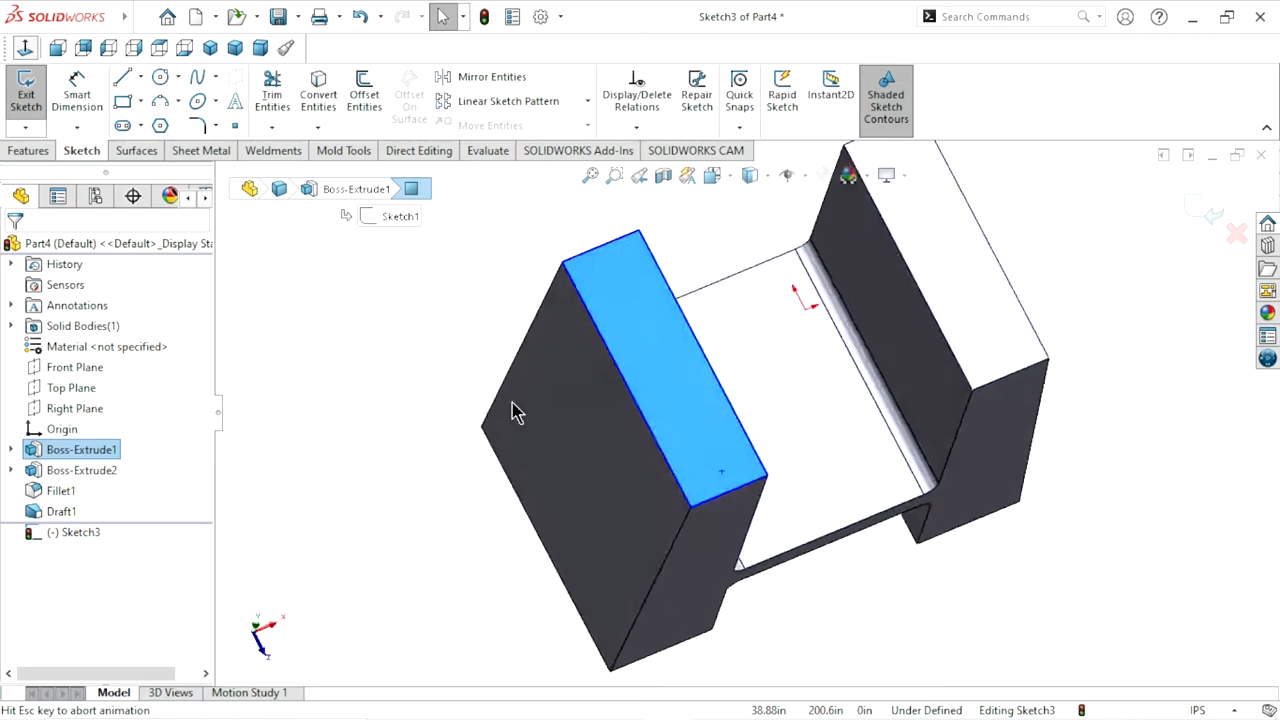 SOLIDWORKS
Sketch3 of Part4 *
Search Commands
Exit Sketch
Smart Dimension
Trim Entities
Convert Entities
Offset Entities
Offset On Surface
Mirror Entities
Linear Sketch Pattern
Move Entities
Display/Delete Relations
Repair Sketch
Quick Snaps
Rapid Sketch
Instant2D
Shaded Sketch Contours
Features
Sketch
Surfaces
Sheet Metal
Weldments
Mold Tools
Direct Editing
Evaluate
SOLIDWORKS Add-Ins
SOLIDWORKS CAM
Boss-Extrude1
Sketch1
Part4 (Default) <<Default>_Display Sta
History
Sensors
Annotations
Solid Bodies(1)
Material <not specified>
Front Plane
Top Plane
Right Plane
Origin
Boss-Extrude1
Boss-Extrude2
Fillet1
Draft1
(-) Sketch3
Y
X
Z
Model
3D Views
Motion Study 1
Hit Esc key to abort animation
38.88in
200.6in
0in
Under Defined
Editing Sketch3
IPS